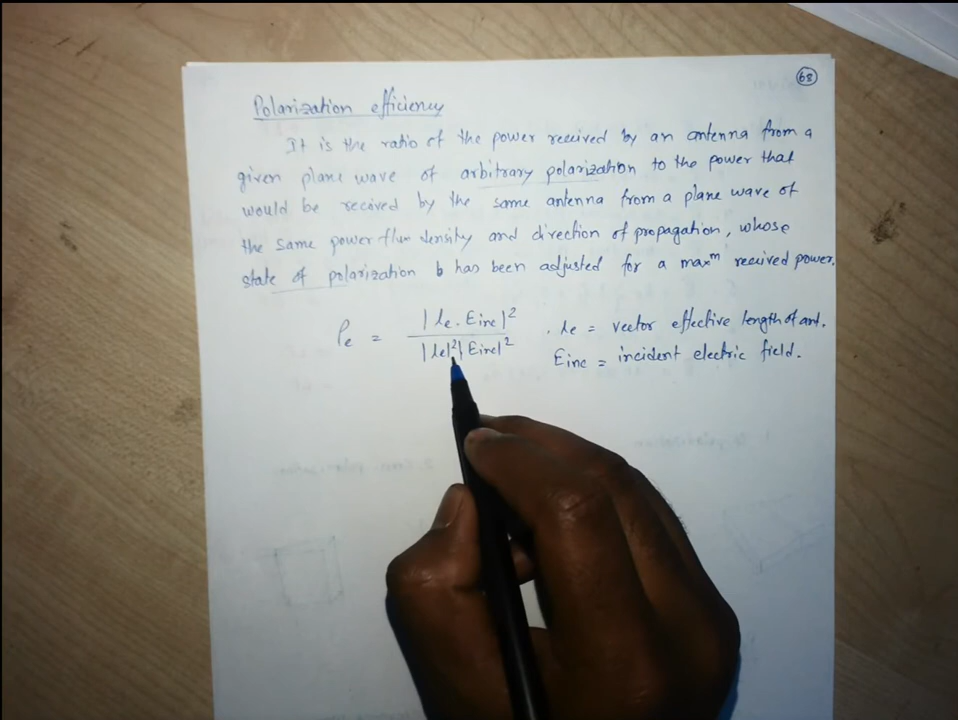 68
Polarization efficiency
It is the ratio of the power received by an antenna from a
given plane wave of arbitrary polarization to the power that
would be recived by the same antenna from a plane wave of
the same power flux density and direction of propagation, whose
state of polarization has been adjusted for a maxᵐ received power.
Pe = |le . Einc|² / |le|²|Einc|² . le = vector effective length of ant.
Einc = incident electric field.